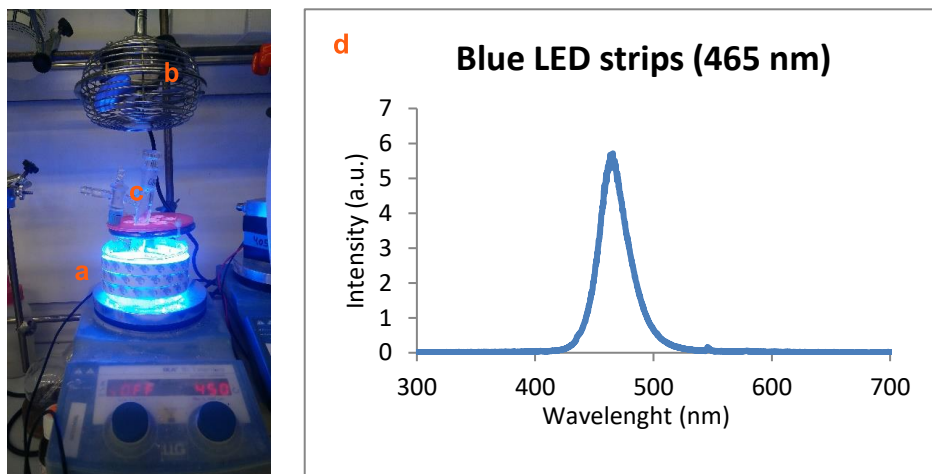 b
c
a
OFF 450
d
Blue LED strips (465 nm)
Intensity (a.u.)
7
6
5
4
3
2
1
0
300 400 500 600 700
Wavelenght (nm)